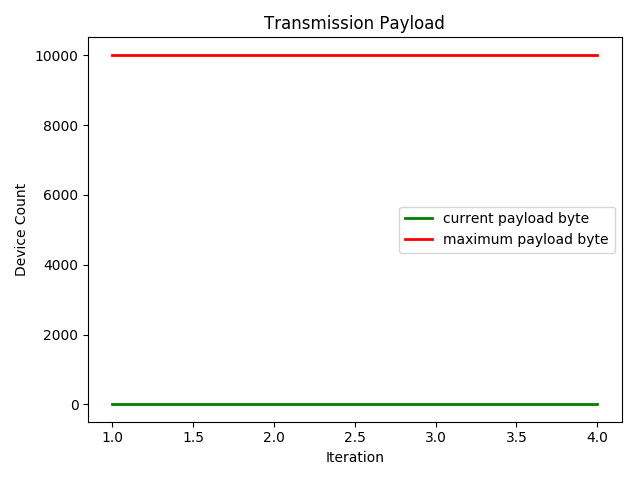 Transmission Payload
Device Count
10000
8000
6000
4000
2000
0
current payload byte
maximum payload byte
1.0 1.5 2.0 2.5 3.0 3.5 4.0
Iteration